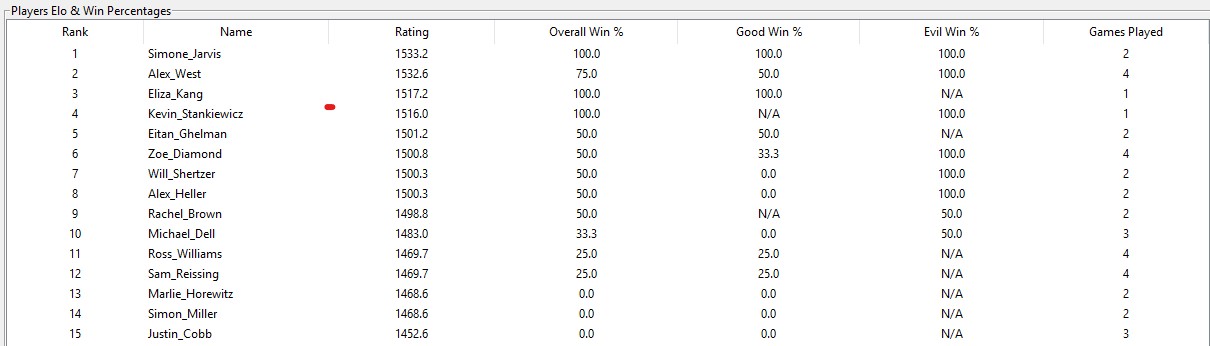 Players Elo & Win Percentages
Rank Name Rating Overall Win % Good Win % Evil Win % Games Played
1 Simone_Jarvis 1533.2 100.0 100.0 100.0 2
2 Alex_West 1532.6 75.0 50.0 100.0 4
3 Eliza_Kang 1517.2 100.0 100.0 N/A 1
4 Kevin_Stankiewicz 1516.0 100.0 N/A 100.0 1
5 Eitan_Ghelman 1501.2 50.0 50.0 N/A 2
6 Zoe_Diamond 1500.8 50.0 33.3 100.0 4
7 Will_Shertzer 1500.3 50.0 0.0 100.0 2
8 Alex_Heller 1500.3 50.0 0.0 100.0 2
9 Rachel_Brown 1498.8 50.0 N/A 50.0 2
10 Michael_Dell 1483.0 33.3 0.0 50.0 3
11 Ross_Williams 1469.7 25.0 25.0 N/A 4
12 Sam_Reissing 1469.7 25.0 25.0 N/A 4
13 Marlie_Horewitz 1468.6 0.0 0.0 N/A 2
14 Simon_Miller 1468.6 0.0 0.0 N/A 2
15 Justin_Cobb 1452.6 0.0 0.0 N/A 3